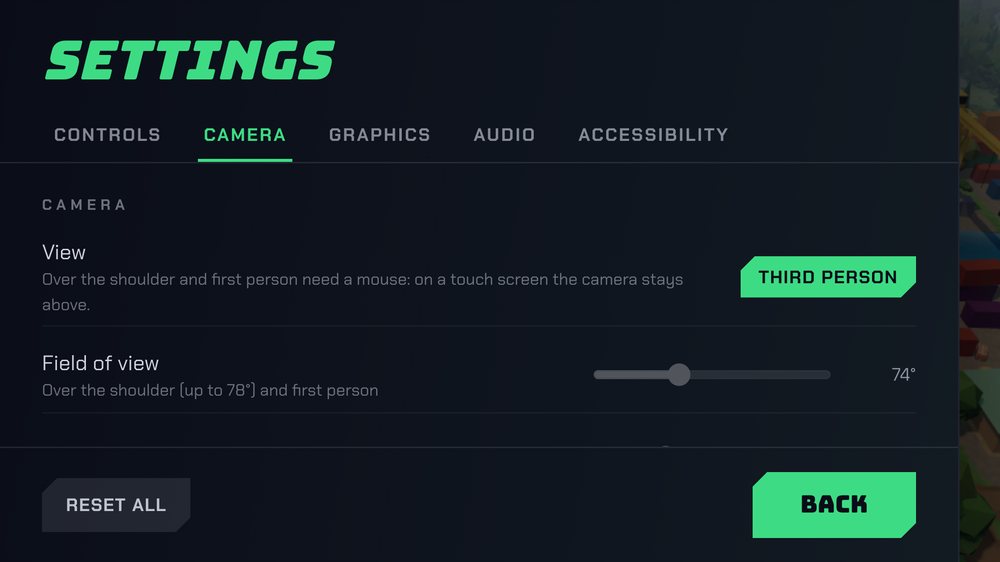 SETTINGS
CONTROLS CAMERA GRAPHICS AUDIO ACCESSIBILITY
CAMERA
View
Over the shoulder and first person need a mouse: on a touch screen the camera stays
above.
THIRD PERSON
Field of view
Over the shoulder (up to 78°) and first person
74°
RESET ALL
BACK